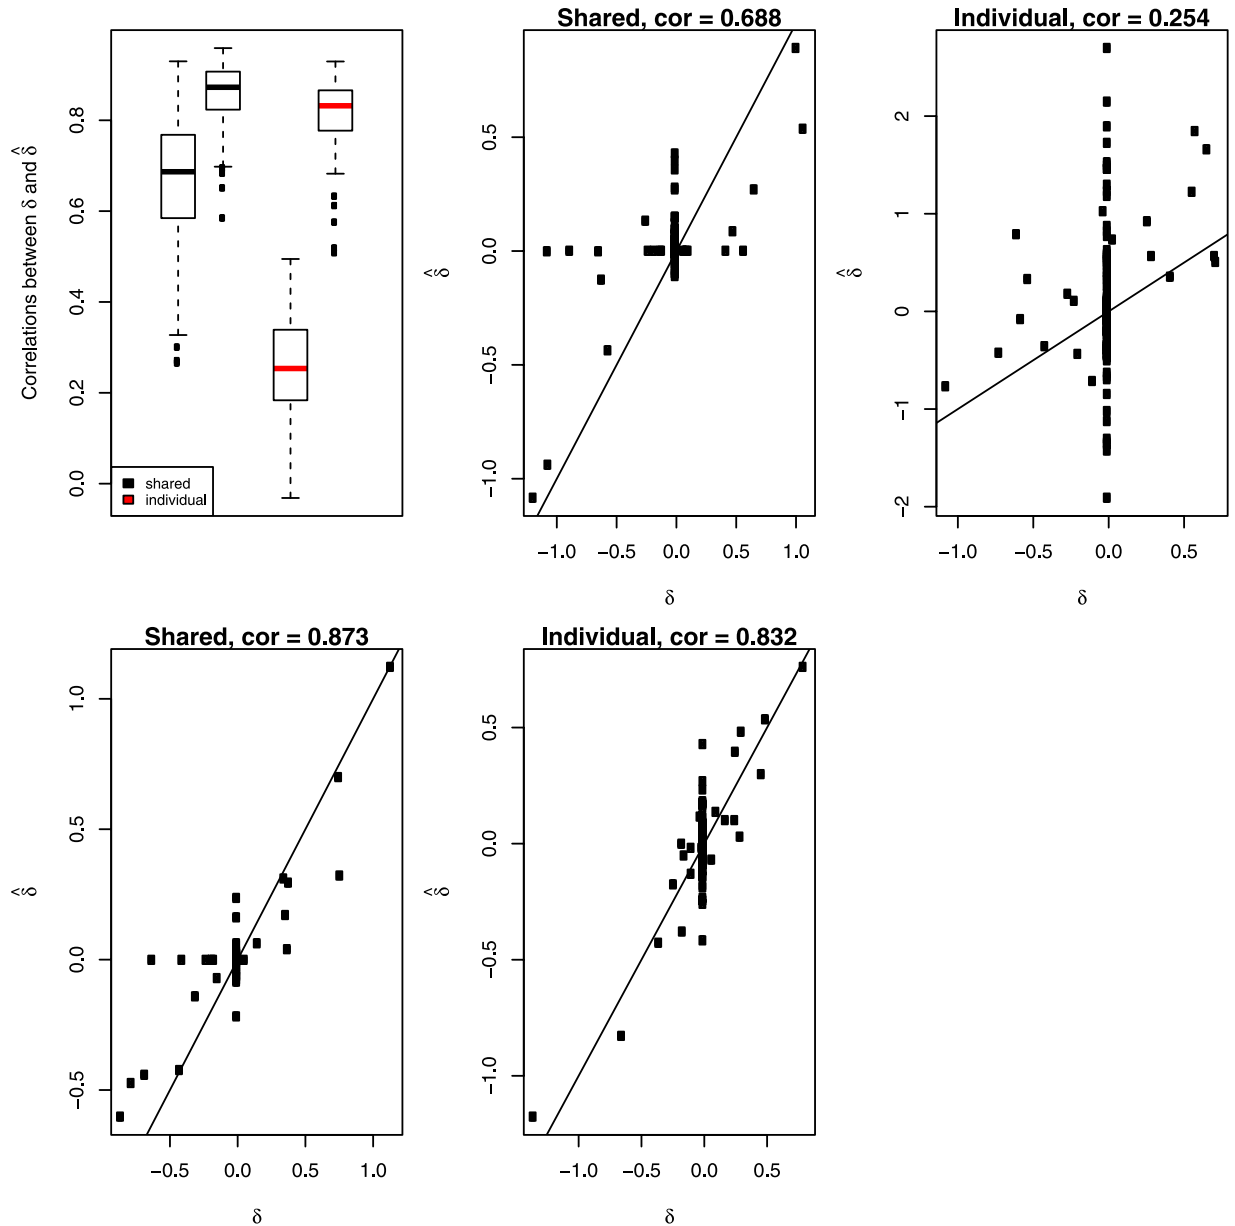 Shared, cor = 0.688
Individual, cor = 0.254
Correlations between δ and δ̂
0.0
0.2
0.4
0.6
0.8
shared
individual
δ̂
−1.0
−0.5
0.0
0.5
−1.0 −0.5 0.0 0.5 1.0
δ
δ̂
−2
−1
0
1
2
−1.0 −0.5 0.0 0.5
δ
Shared, cor = 0.873
Individual, cor = 0.832
δ̂
−0.5
0.0
0.5
1.0
−0.5 0.0 0.5 1.0
δ
δ̂
−1.0
−0.5
0.0
0.5
−1.0 −0.5 0.0 0.5
δ